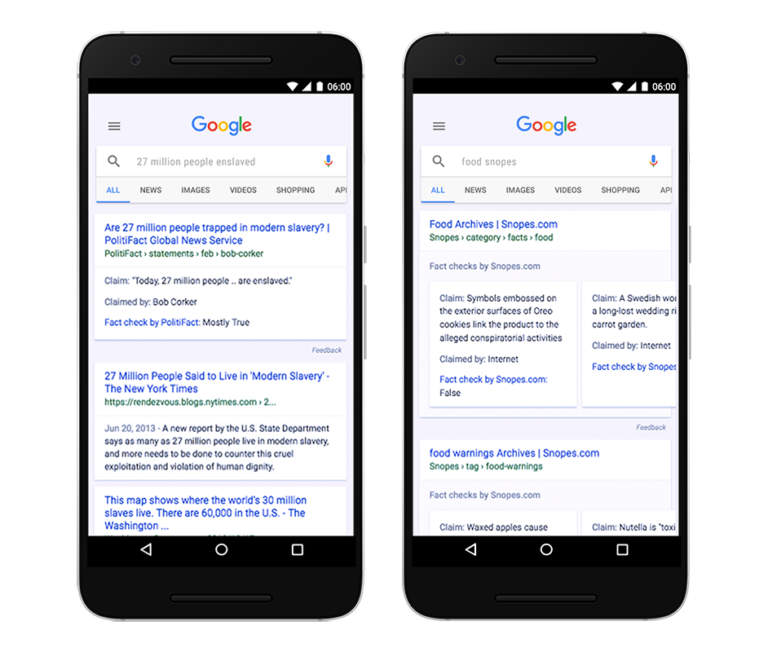 06:00
Google
27 million people enslaved
ALL NEWS IMAGES VIDEOS SHOPPING
Are 27 million people trapped in modern slavery? |
PolitiFact Global News Service
PolitiFact › statements › feb › bob-corker
Claim: "Today, 27 million people .. are enslaved."
Claimed by: Bob Corker
Fact check by PolitiFact: Mostly True
Feedback
27 Million People Said to Live in 'Modern Slavery' -
The New York Times
https://rendezvous.blogs.nytimes.com › 2...
Jun 20, 2013 - A new report by the U.S. State Department
says as many as 27 million people live in modern slavery,
and more needs to be done to counter this cruel
exploitation and violation of human dignity.
This map shows where the world's 30 million
slaves live. There are 60,000 in the U.S. - The
Washington ...
06:00
Google
food snopes
ALL NEWS IMAGES VIDEOS SHOPPING
Food Archives | Snopes.com
Snopes › category › facts › food
Fact checks by Snopes.com
Claim: Symbols embossed on
the exterior surfaces of Oreo
cookies link the product to the
alleged conspiratorial activities
Claimed by: Internet
Fact check by Snopes.com:
False
Claim: A Swedish wo
a long-lost wedding ri
carrot garden.
Claimed by: Internet
Fact check by Snopes
Feedback
food warnings Archives | Snopes.com
Snopes › tag › food-warnings
Fact checks by Snopes.com
Claim: Waxed apples cause
Claim: Nutella is "toxi